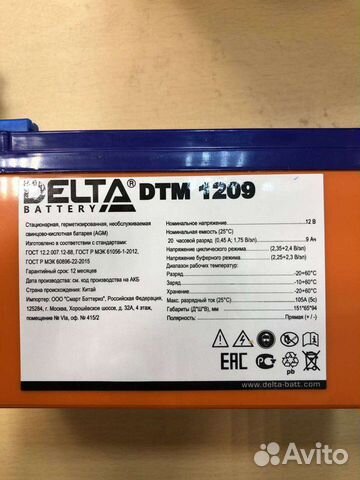 DELTA® DTM 1209
BATTERY
Стационарная, герметизированная, необслуживаемая
свинцово-кислотная батарея (AGM)
Изготовлено в соответствии с стандартами:
ГОСТ 12.2.007.12-88, ГОСТ Р МЭК 61056-1-2012,
ГОСТ Р МЭК 60896-22-2015
Гарантийный срок: 12 месяцев
Дата производства: см. код производства на АКБ
Страна происхождения: Китай
Импортер: ООО "Смарт Баттериз", Российская Федерация,
125284, г. Москва, Хорошёвское шоссе, д. 32А, 4 этаж,
помещение № VIа, оф. № 415/2
Номинальное напряжение 12 В
Номинальная емкость (25°C)
20 часовой разряд (0,45 А; 1,75 В/эл) 9 Ач
Напряжение циклического режима (2,35÷2,4 В/эл)
Напряжение буферного режима (2,25÷2,3 В/эл)
Диапазон рабочих температур:
Разряд -20+60°C
Заряд -10+60°C
Хранение -20+60°C
Макс. разрядный ток (25°C) 105А (5с)
Габариты (Д*Ш*В), мм 151*65*94
Полярность Прямая (+ / -)
EAC
Pb
www.delta-batt.com
Avito